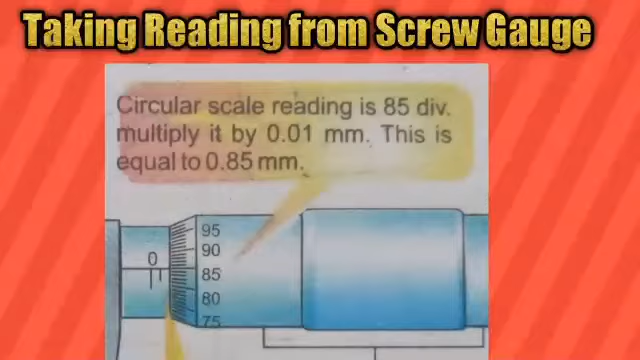 Taking Reading from Screw Gauge
Circular scale reading is 85 div.
multiply it by 0.01 mm. This is
equal to 0.85 mm.
95
90
0
85
80
75